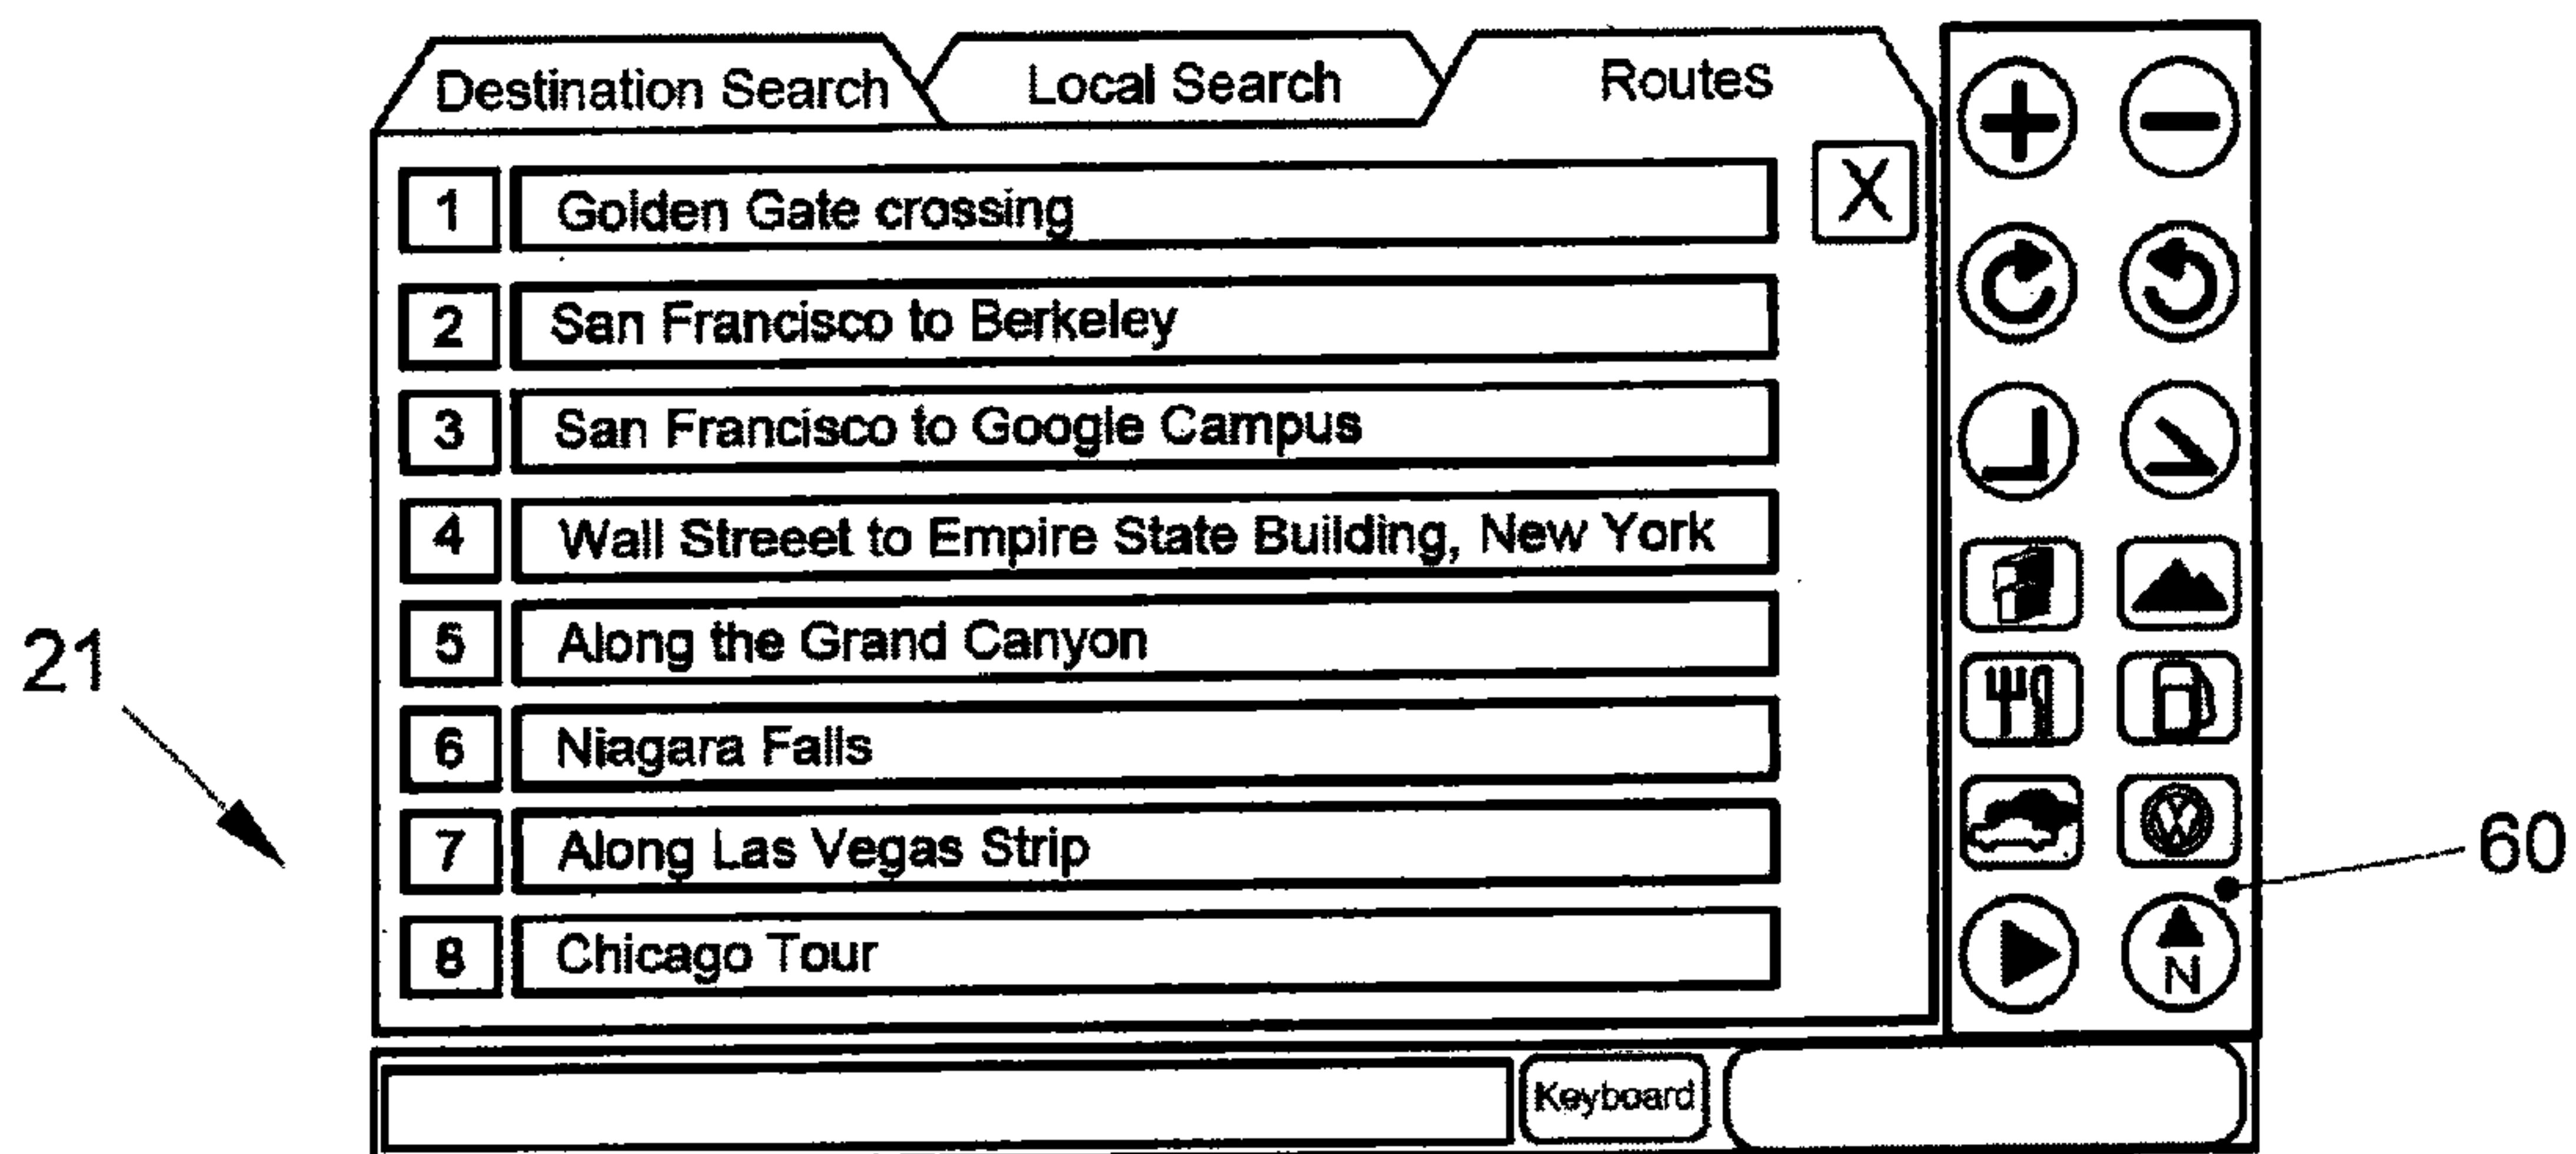 Destination Search Local Search Routes
X
1 Golden Gate crossing
2 San Francisco to Berkeley
3 San Francisco to Google Campus
4 Wall Streeet to Empire State Building, New York
5 Along the Grand Canyon
6 Niagara Falls
7 Along Las Vegas Strip
8 Chicago Tour
N
Keyboard
21
60